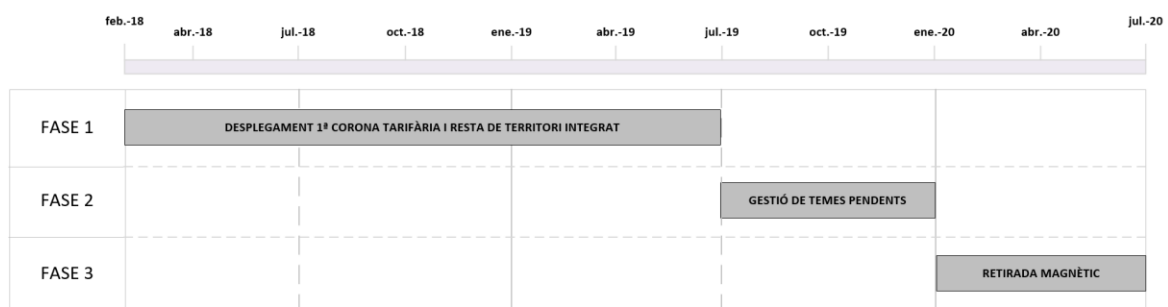 feb.-18
abr.-18
jul.-18
oct.-18
ene.-19
abr.-19
jul.-19
oct.-19
ene.-20
abr.-20
jul.-20
FASE 1
DESPLEGAMENT 1ª CORONA TARIFÀRIA I RESTA DE TERRITORI INTEGRAT
FASE 2
GESTIÓ DE TEMES PENDENTS
FASE 3
RETIRADA MAGNÈTIC